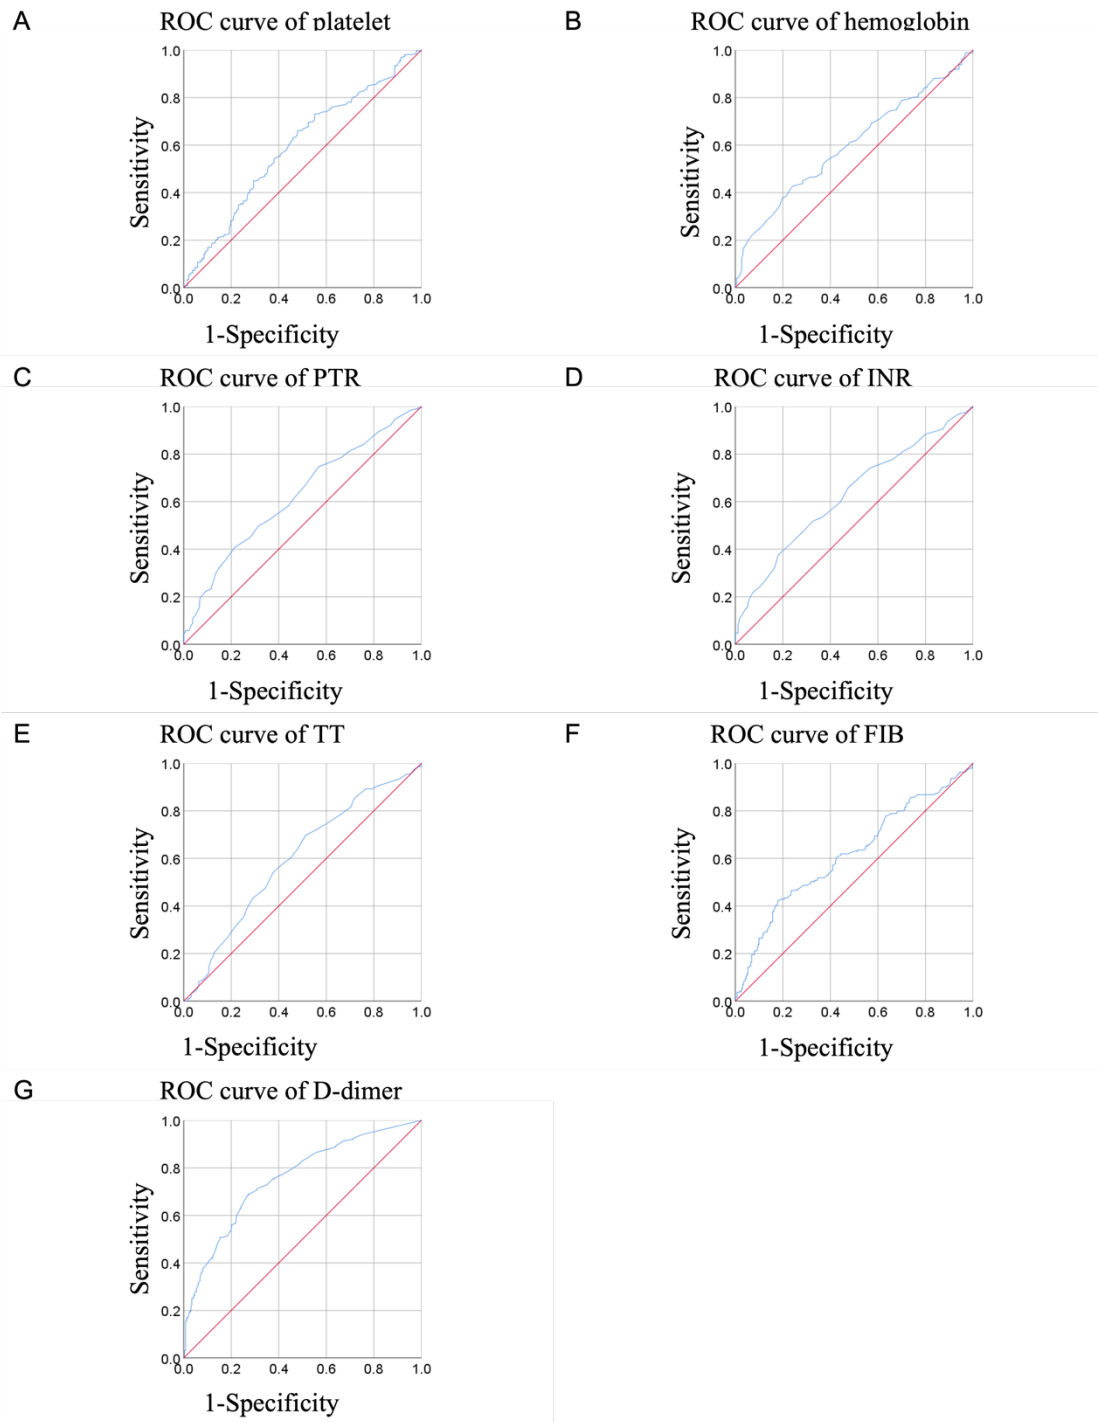 A
ROC curve of platelet
1.0
0.8
0.6
0.4
0.2
0.0
Sensitivity
0.0 0.2 0.4 0.6 0.8 1.0
1-Specificity
B
ROC curve of hemoglobin
1.0
0.8
0.6
0.4
0.2
0.0
Sensitivity
0.0 0.2 0.4 0.6 0.8 1.0
1-Specificity
C
ROC curve of PTR
1.0
0.8
0.6
0.4
0.2
0.0
Sensitivity
0.0 0.2 0.4 0.6 0.8 1.0
1-Specificity
D
ROC curve of INR
1.0
0.8
0.6
0.4
0.2
0.0
Sensitivity
0.0 0.2 0.4 0.6 0.8 1.0
1-Specificity
E
ROC curve of TT
1.0
0.8
0.6
0.4
0.2
0.0
Sensitivity
0.0 0.2 0.4 0.6 0.8 1.0
1-Specificity
F
ROC curve of FIB
1.0
0.8
0.6
0.4
0.2
0.0
Sensitivity
0.0 0.2 0.4 0.6 0.8 1.0
1-Specificity
G
ROC curve of D-dimer
1.0
0.8
0.6
0.4
0.2
0.0
Sensitivity
0.0 0.2 0.4 0.6 0.8 1.0
1-Specificity